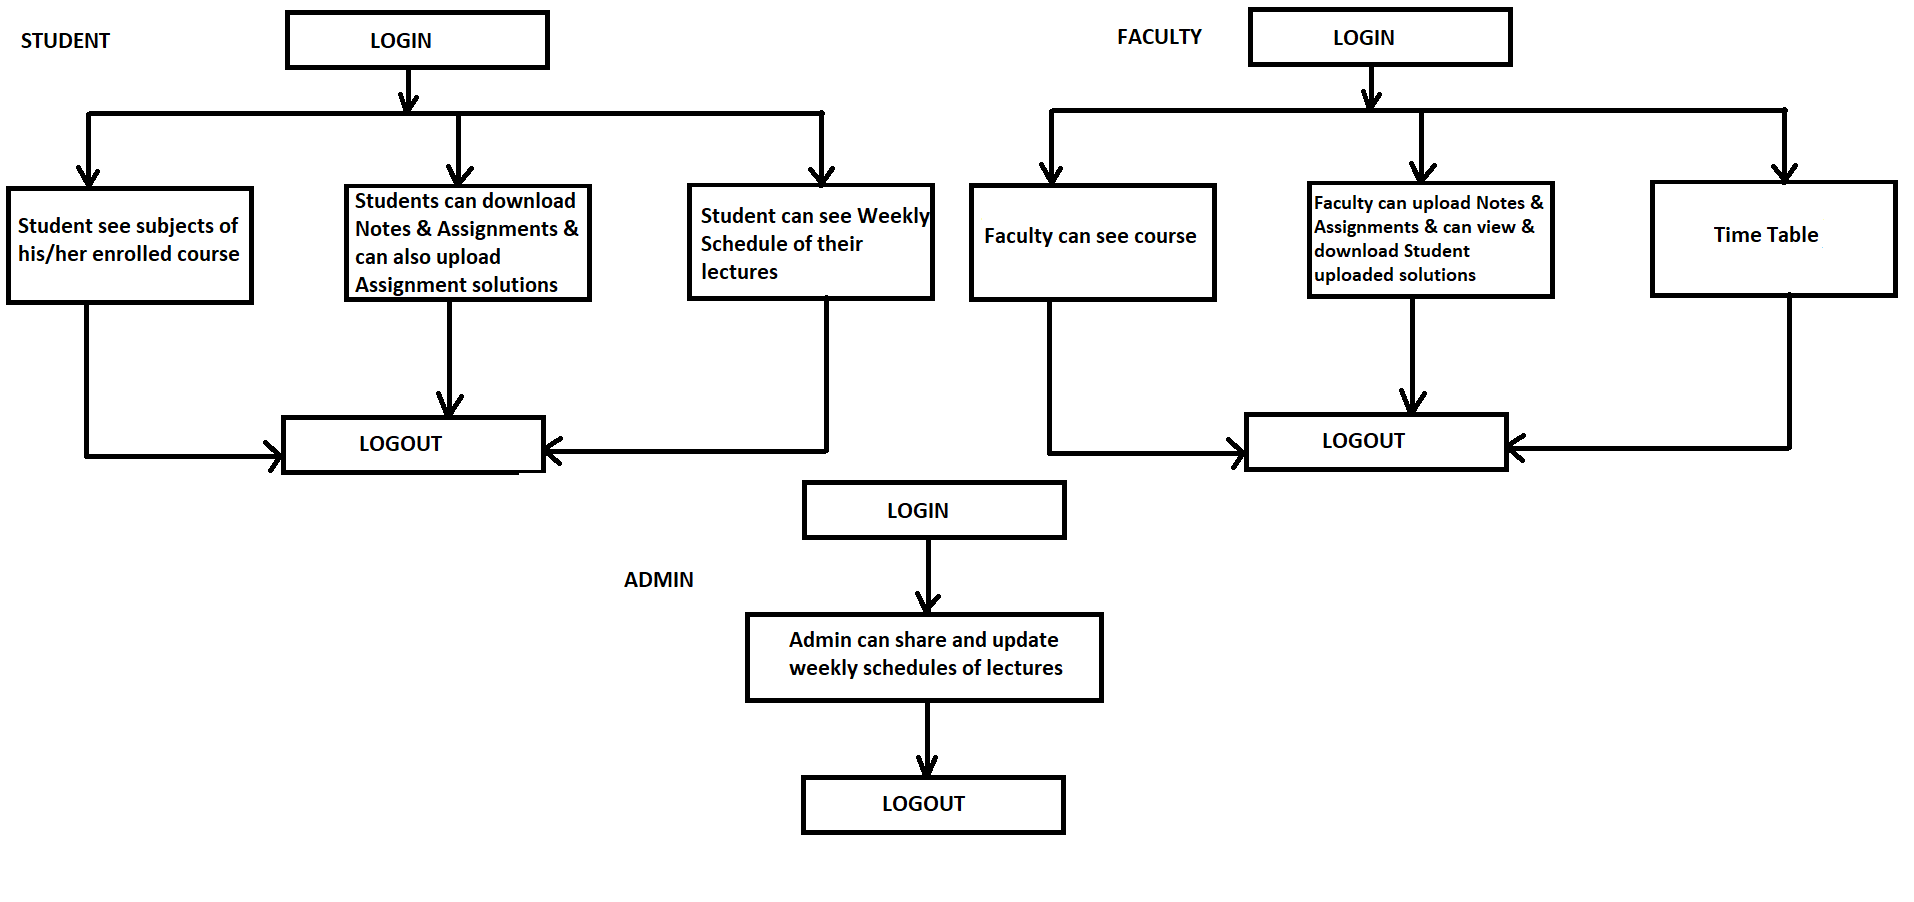 STUDENT
LOGIN
Student see subjects of
his/her enrolled course
Students can download
Notes & Assignments &
can also upload
Assignment solutions
Student can see Weekly
Schedule of their
lectures
LOGOUT
FACULTY
LOGIN
Faculty can see course
Faculty can upload Notes &
Assignments & can view &
download Student
uploaded solutions
Time Table
LOGOUT
LOGIN
ADMIN
Admin can share and update
weekly schedules of lectures
LOGOUT